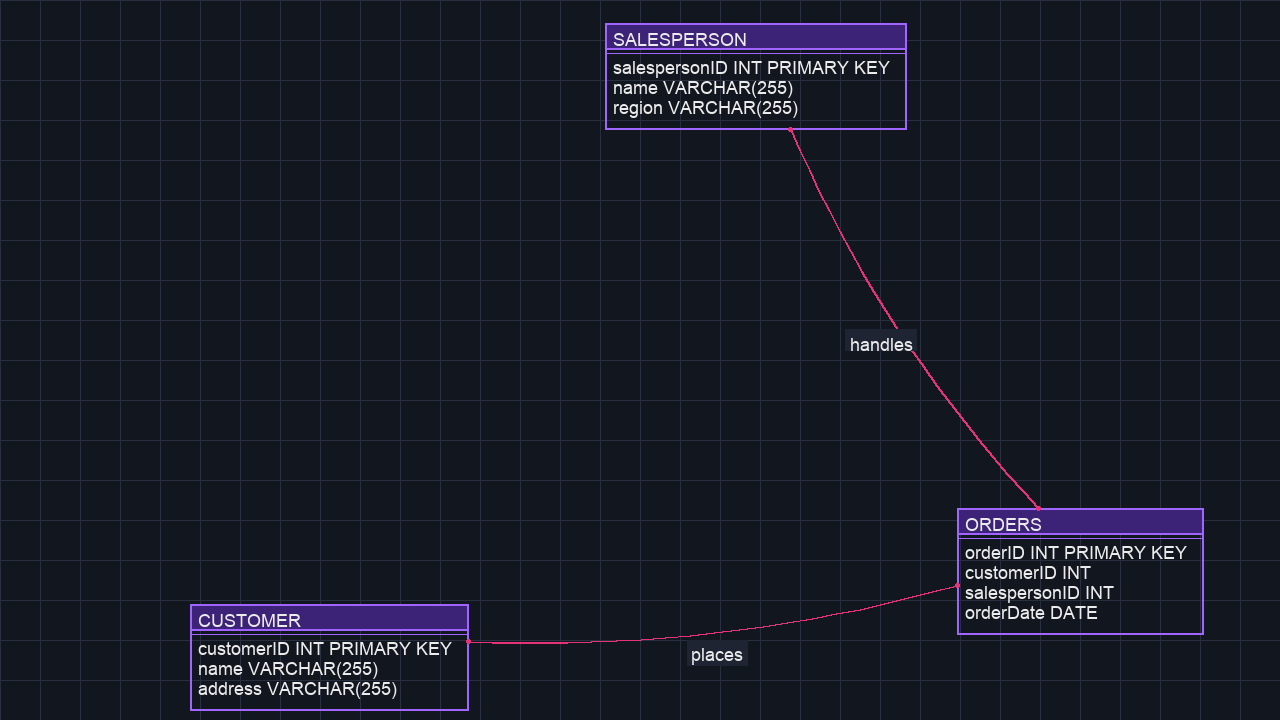 SALESPERSON
salespersonID INT PRIMARY KEY
name VARCHAR(255)
region VARCHAR(255)
handles
ORDERS
orderID INT PRIMARY KEY
customerID INT
salespersonID INT
orderDate DATE
CUSTOMER
customerID INT PRIMARY KEY
name VARCHAR(255)
address VARCHAR(255)
places